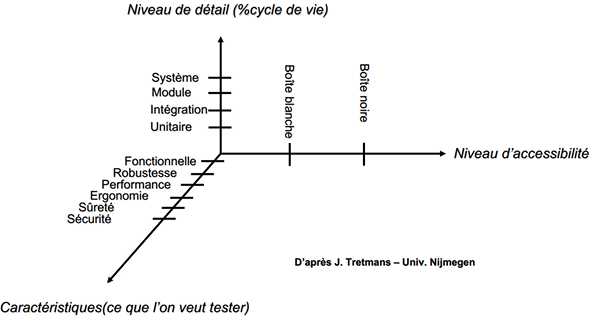 Niveau de détail (%cycle de vie)
Système
Module
Intégration
Unitaire
Boîte blanche
Boîte noire
Niveau d'accessibilité
Fonctionnelle
Robustesse
Performance
Ergonomie
Sûreté
Sécurité
D'après J. Tretmans – Univ. Nijmegen
Caractéristiques(ce que l'on veut tester)